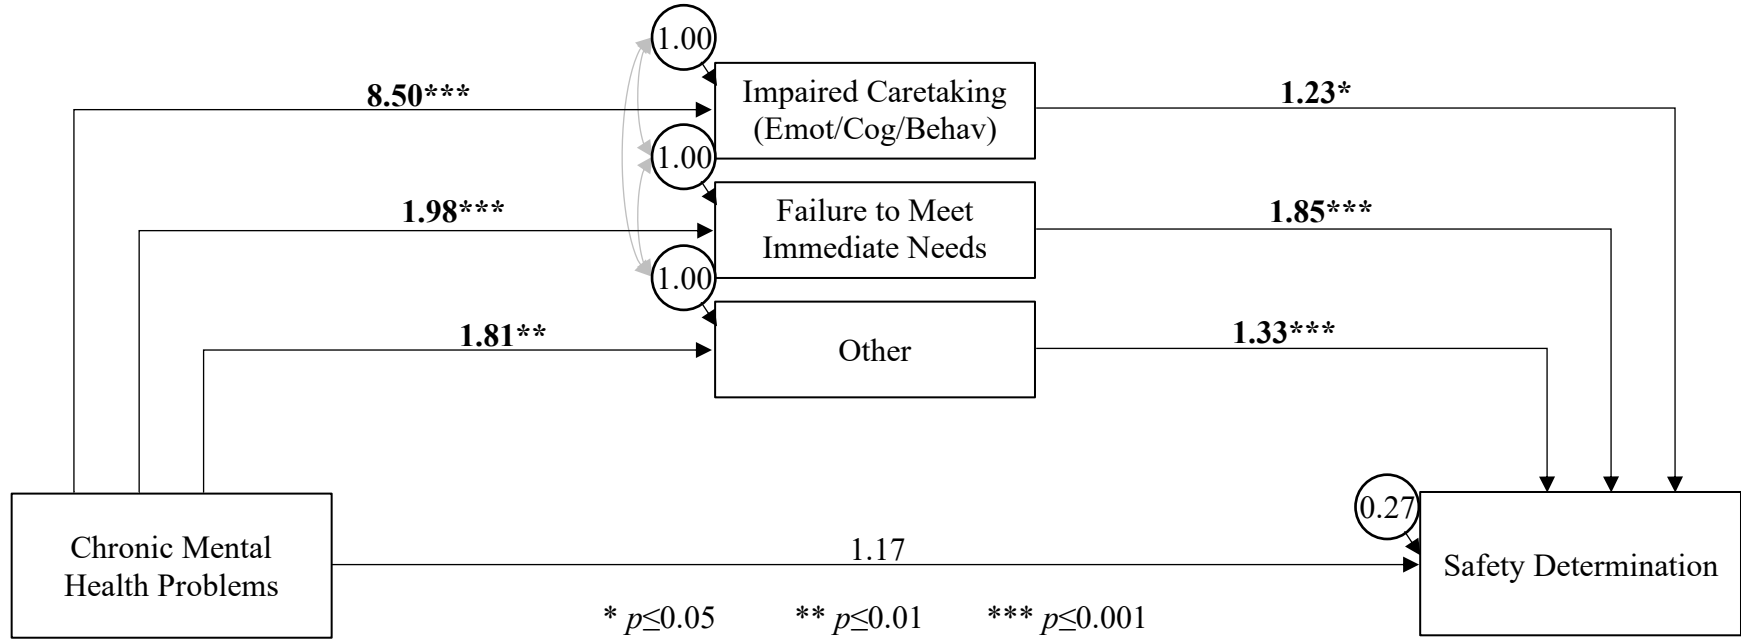 1.00
8.50***
Impaired Caretaking
(Emot/Cog/Behav)
1.23*
1.00
1.98***
Failure to Meet
Immediate Needs
1.85***
1.00
1.81**
Other
1.33***
0.27
Chronic Mental
Health Problems
1.17
Safety Determination
* p≤0.05 ** p≤0.01 *** p≤0.001